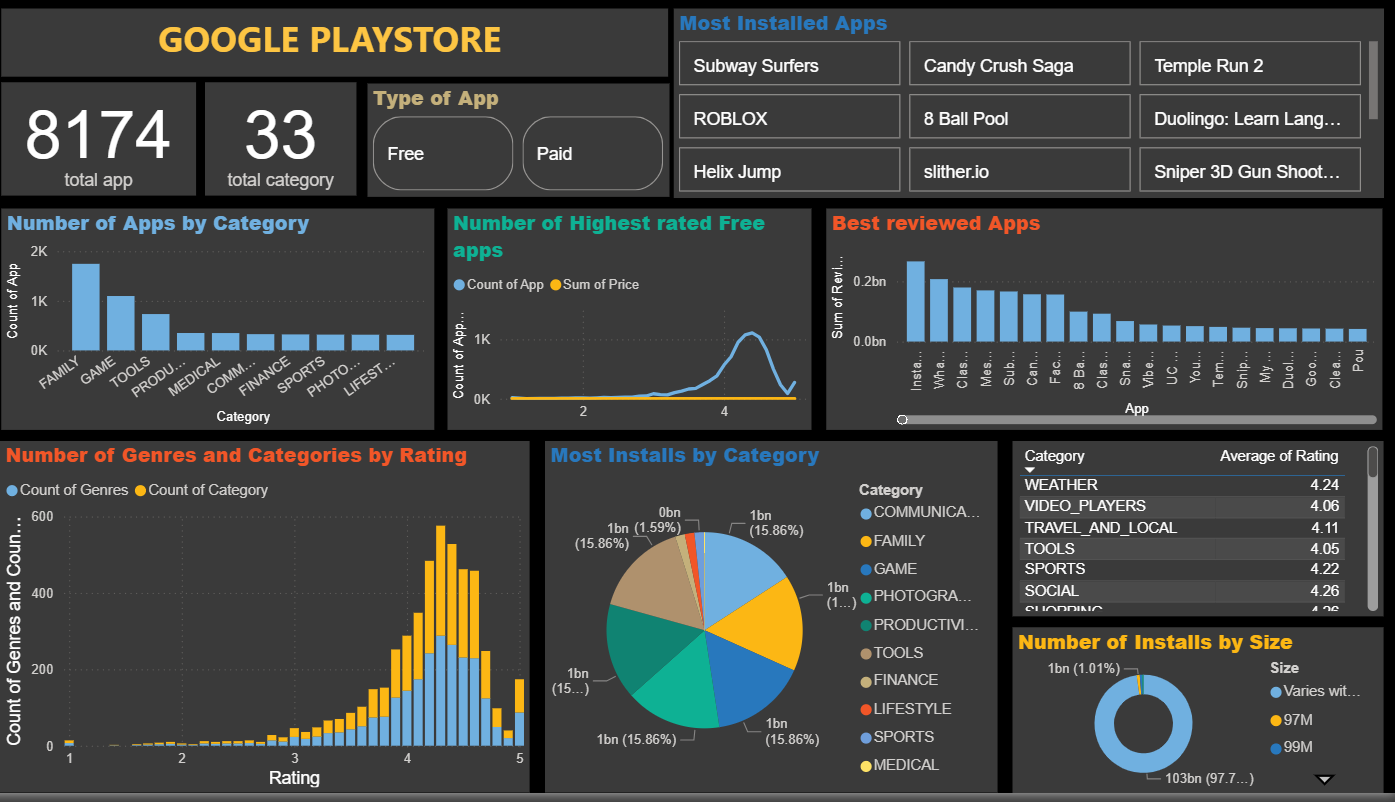 GOOGLE PLAYSTORE
8174
total app
33
total category
Type of App
Free
Paid
Most Installed Apps
Subway Surfers
Candy Crush Saga
Temple Run 2
ROBLOX
8 Ball Pool
Duolingo: Learn Lang…
Helix Jump
slither.io
Sniper 3D Gun Shoot…
Number of Apps by Category
Count of App
2K
1K
0K
FAMILY
GAME
TOOLS
PRODU…
MEDICAL
COMM…
FINANCE
SPORTS
PHOTO…
LIFEST…
Category
Number of Highest rated Free
apps
Count of App
Sum of Price
Count of App…
1K
0K
2
4
Best reviewed Apps
Sum of Revi…
0.2bn
0.0bn
Insta…
Wha…
Clas…
Mes…
Sub…
Can…
Fac…
8 Ba…
Clas…
Sna…
Vibe…
UC …
You…
Tem…
Snip…
My …
Duol…
Goo…
Clea…
Pou
App
Number of Genres and Categories by Rating
Count of Genres
Count of Category
Count of Genres and Coun…
600
400
200
0
1
2
3
4
5
Rating
Most Installs by Category
0bn
1bn
(1.59%)
1bn
(15.86%)
1bn
(15.86%)
1bn
(1…)
1bn
(15…)
1bn (15.86%)
1bn
(15.86%)
Category
COMMUNICA…
FAMILY
GAME
PHOTOGRA…
PRODUCTIVI…
TOOLS
FINANCE
LIFESTYLE
SPORTS
MEDICAL
Category Average of Rating
WEATHER 4.24
VIDEO_PLAYERS 4.06
TRAVEL_AND_LOCAL 4.11
TOOLS 4.05
SPORTS 4.22
SOCIAL 4.26
SHOPPING 4.26
Number of Installs by Size
1bn (1.01%)
103bn (97.7…)
Size
Varies wit…
97M
99M